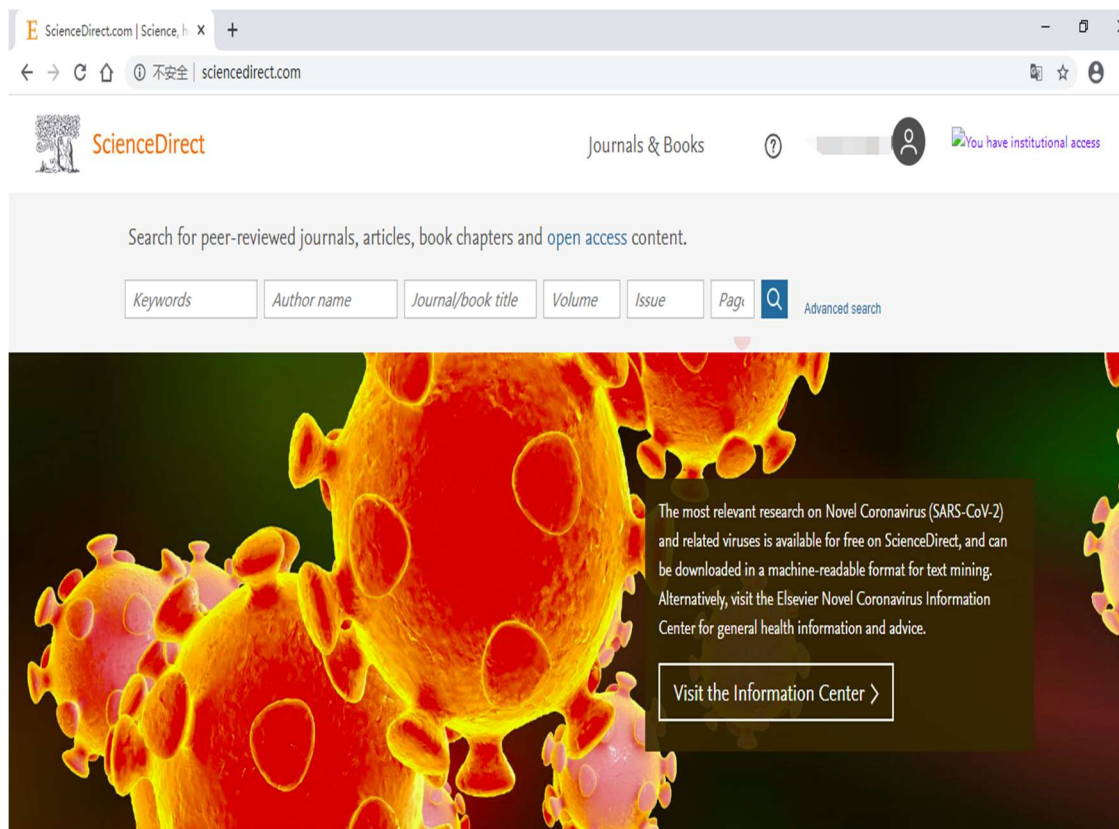 E ScienceDirect.com | Science, h
不安全 sciencedirect.com
ScienceDirect
Journals & Books
You have institutional access
Search for peer-reviewed journals, articles, book chapters and open access content.
Keywords Author name Journal/book title Volume Issue Page Advanced search
The most relevant research on Novel Coronavirus (SARS-CoV-2)
and related viruses is available for free on ScienceDirect, and can
be downloaded in a machine-readable format for text mining.
Alternatively, visit the Elsevier Novel Coronavirus Information
Center for general health information and advice.
Visit the Information Center >